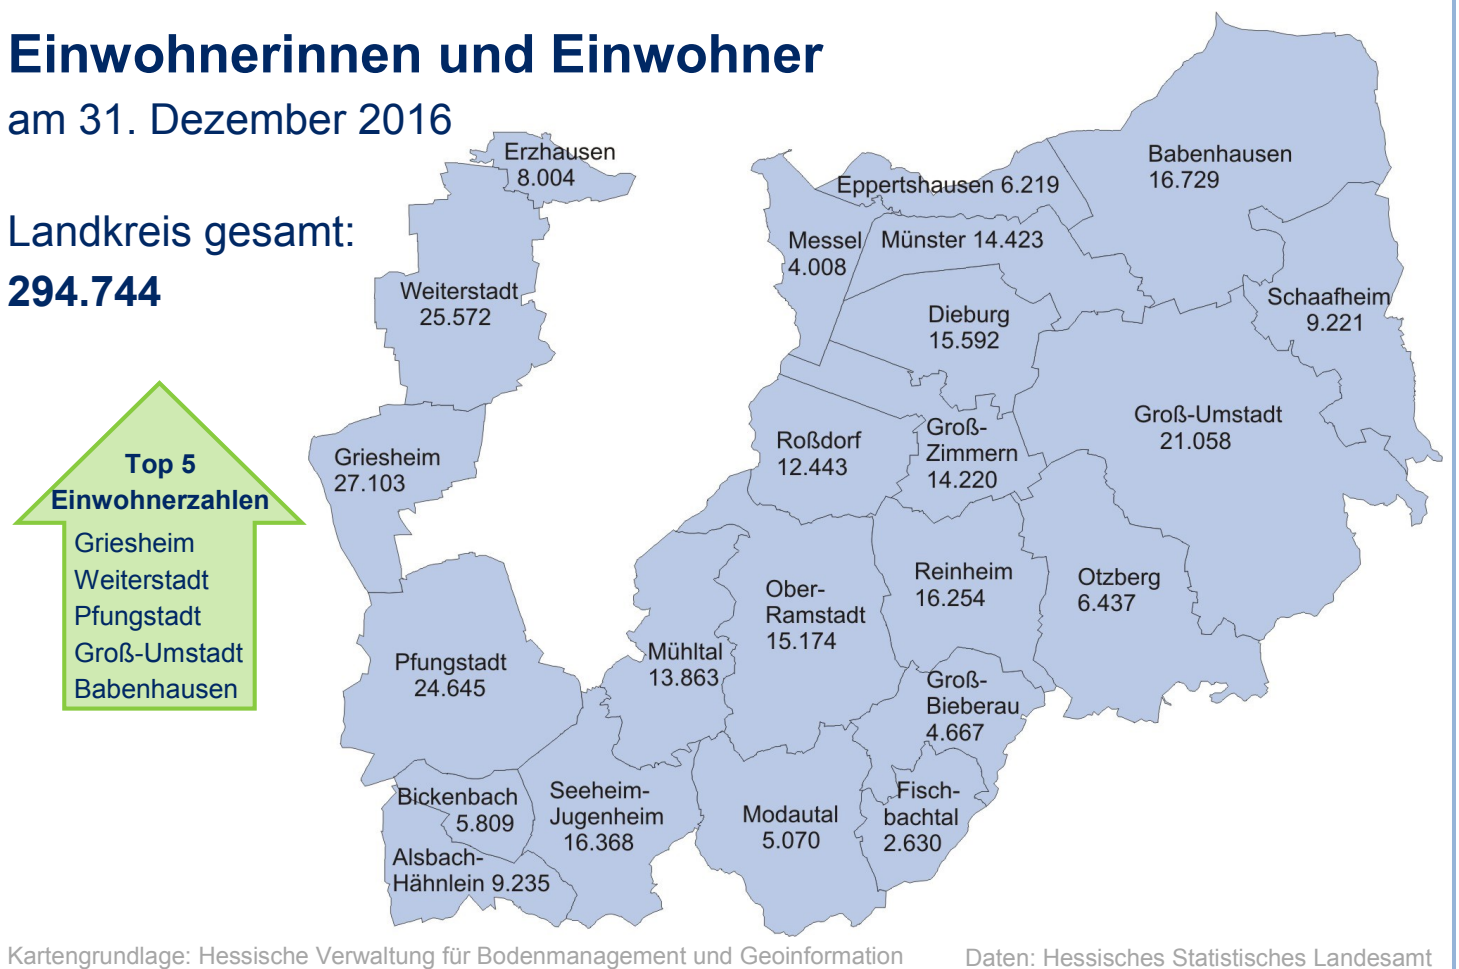 Einwohnerinnen und Einwohner
am 31. Dezember 2016
Landkreis gesamt:
294.744
Top 5
Einwohnerzahlen
Griesheim
Weiterstadt
Pfungstadt
Groß-Umstadt
Babenhausen
Erzhausen
8.004
Weiterstadt
25.572
Griesheim
27.103
Pfungstadt
24.645
Bickenbach
5.809
Alsbach-
Hähnlein 9.235
Seeheim-
Jugenheim
16.368
Mühltal
13.863
Modautal
5.070
Ober-
Ramstadt
15.174
Roßdorf
12.443
Messel
4.008
Eppertshausen 6.219
Münster 14.423
Dieburg
15.592
Groß-
Zimmern
14.220
Reinheim
16.254
Groß-
Bieberau
4.667
Fisch-
bachtal
2.630
Otzberg
6.437
Groß-Umstadt
21.058
Babenhausen
16.729
Schaafheim
9.221
Kartengrundlage: Hessische Verwaltung für Bodenmanagement und Geoinformation
Daten: Hessisches Statistisches Landesamt